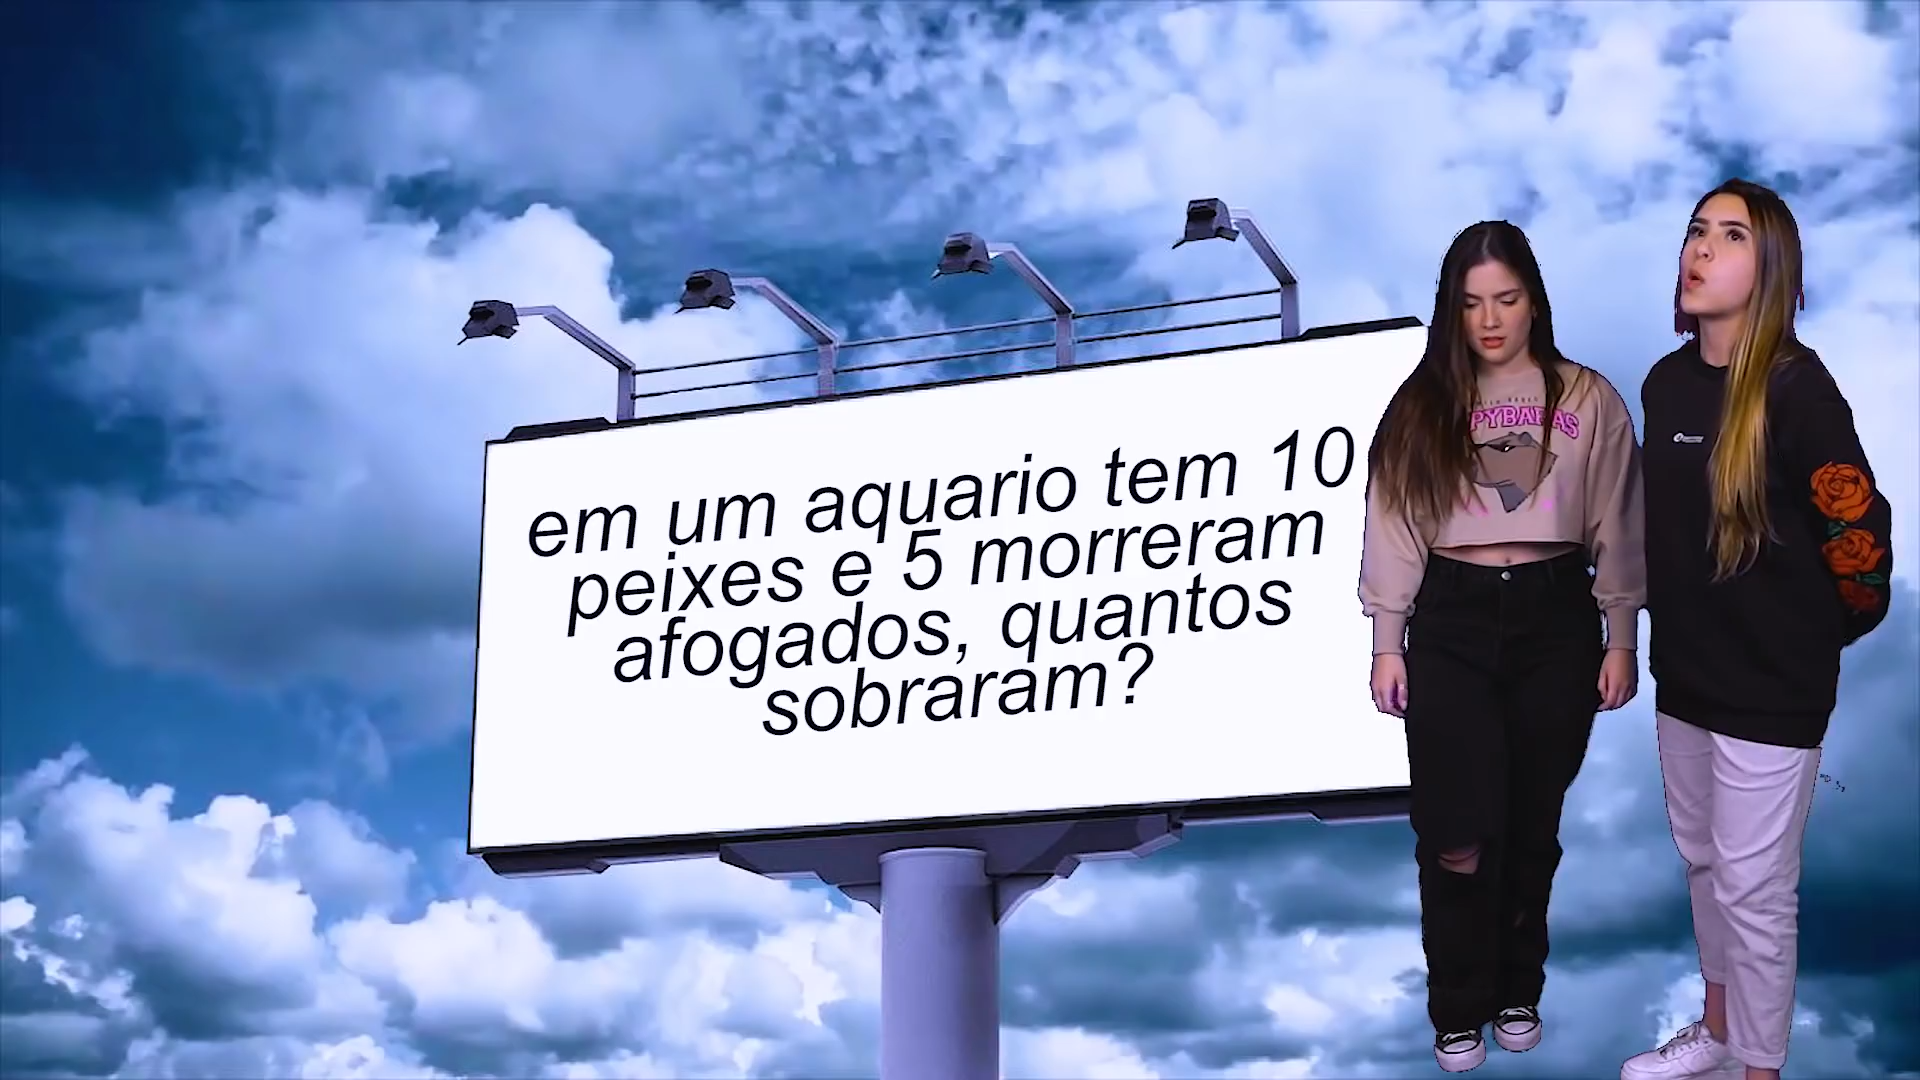 em um aquario tem 10
peixes e 5 morreram
afogados, quantos
sobraram?